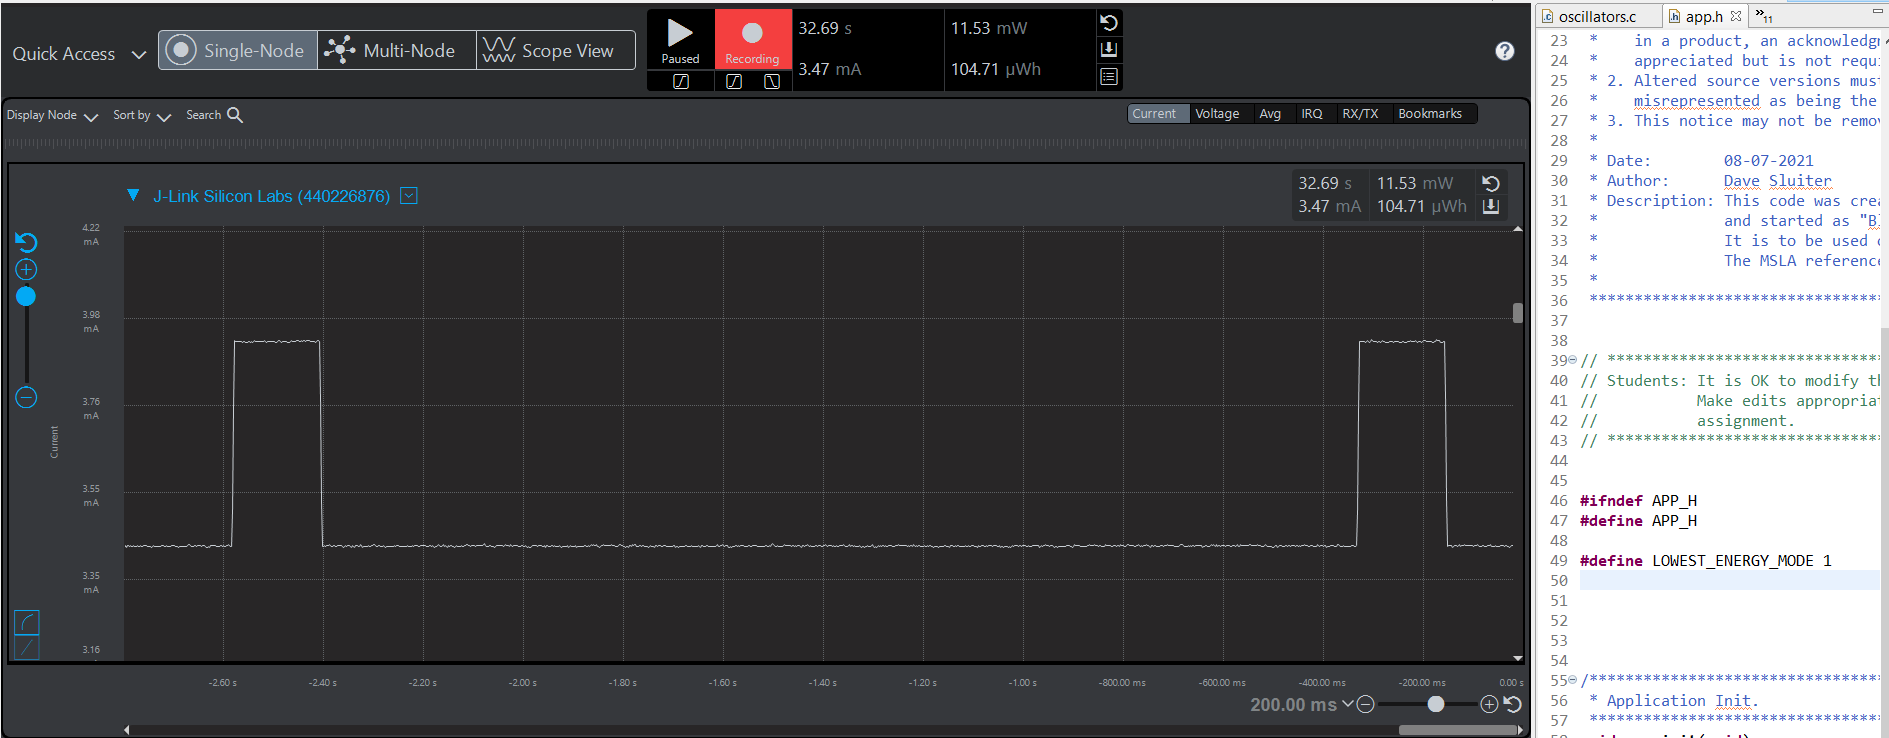 Quick Access
Single-Node
Multi-Node
Scope View
Paused
Recording
32.69 s
11.53 mW
3.47 mA
104.71 µWh
Display Node
Sort by
Search
Current
Voltage
Avg
IRQ
RX/TX
Bookmarks
J-Link Silicon Labs (440226876)
32.69 s
11.53 mW
3.47 mA
104.71 µWh
4.22
mA
3.98
mA
3.76
mA
Current
3.55
mA
3.35
mA
3.16
-2.60 s
-2.40 s
-2.20 s
-2.00 s
-1.80 s
-1.60 s
-1.40 s
-1.20 s
-1.00 s
-800.00 ms
-600.00 ms
-400.00 ms
-200.00 ms
0.00 s
200.00 ms
oscillators.c
app.h
»11
23 * in a product, an acknowledg
24 * appreciated but is not requi
25 * 2. Altered source versions mus
26 * misrepresented as being the
27 * 3. This notice may not be remov
28 *
29 * Date: 08-07-2021
30 * Author: Dave Sluiter
31 * Description: This code was crea
32 * and started as "Bl
33 * It is to be used
34 * The MSLA reference
35 *
36 ********************************
37
38
39 // *******************************
40 // Students: It is OK to modify th
41 // Make edits appropriat
42 // assignment.
43 // *******************************
44
45
46 #ifndef APP_H
47 #define APP_H
48
49 #define LOWEST_ENERGY_MODE 1
50
51
52
53
54
55 /*********************************
56 * Application Init.
57 ********************************